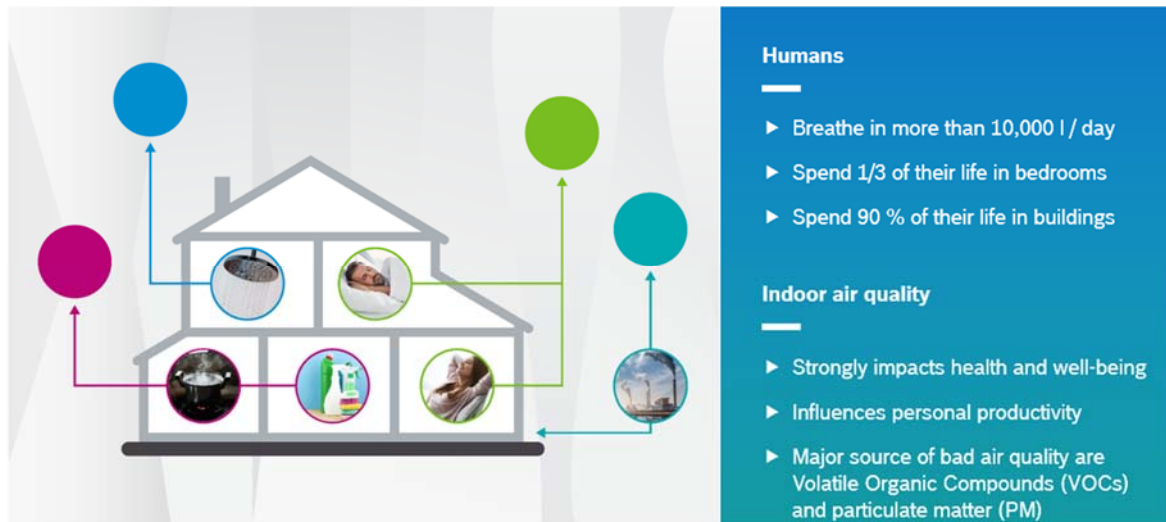 Humans
Breathe in more than 10,000 l / day
Spend 1/3 of their life in bedrooms
Spend 90 % of their life in buildings
Indoor air quality
Strongly impacts health and well-being
Influences personal productivity
Major source of bad air quality are
Volatile Organic Compounds (VOCs)
and particulate matter (PM)